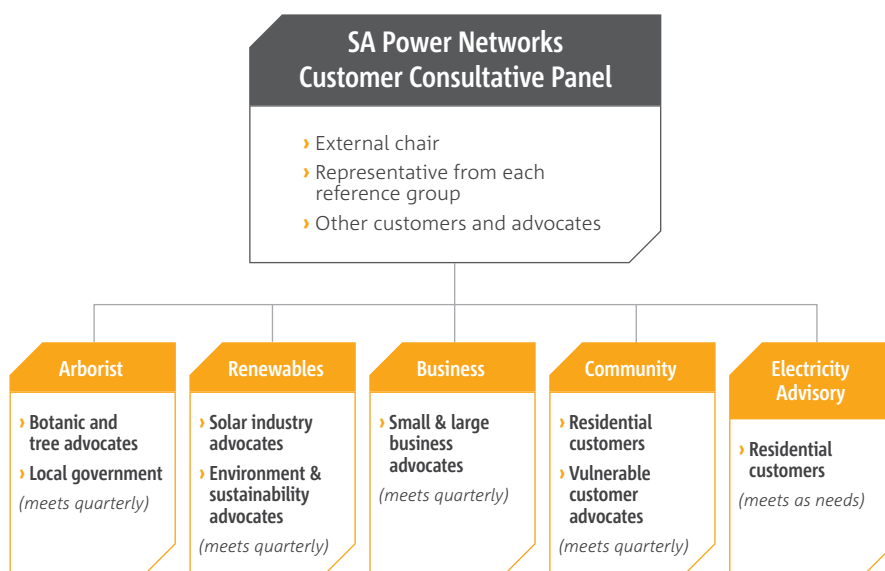 SA Power Networks
Customer Consultative Panel
› External chair
› Representative from each
reference group
› Other customers and advocates
Arborist
› Botanic and
tree advocates
› Local government
(meets quarterly)
Renewables
› Solar industry
advocates
› Environment &
sustainability
advocates
(meets quarterly)
Business
› Small & large
business
advocates
(meets quarterly)
Community
› Residential
customers
› Vulnerable
customer
advocates
(meets quarterly)
Electricity
Advisory
› Residential
customers
(meets as needs)